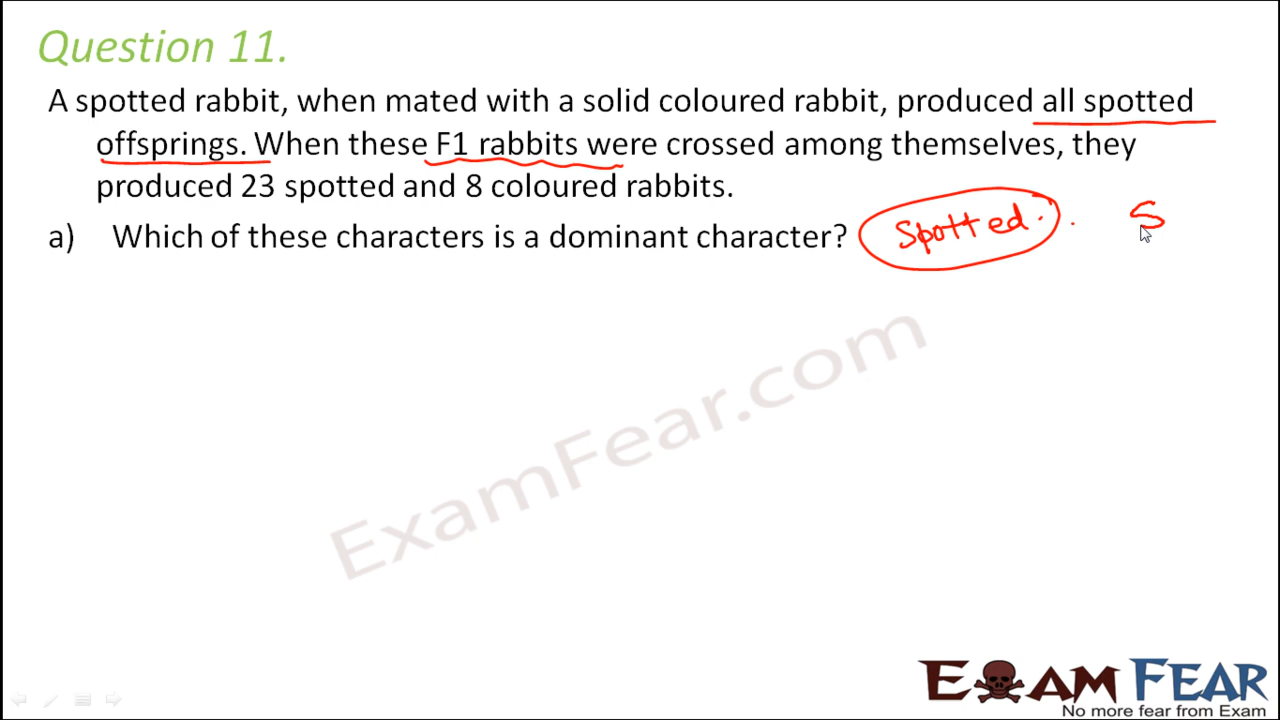 Question 11.
A spotted rabbit, when mated with a solid coloured rabbit, produced all spotted
offsprings. When these F1 rabbits were crossed among themselves, they
produced 23 spotted and 8 coloured rabbits.
a) Which of these characters is a dominant character? Spotted. S
ExamFear.com
EXAM FEAR
No more fear from Exam